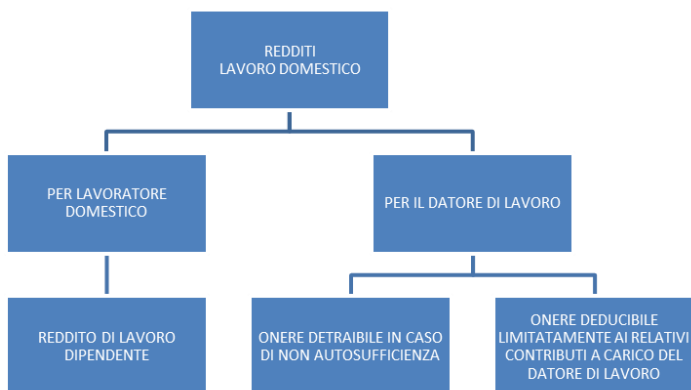 REDDITI
LAVORO DOMESTICO
PER LAVORATORE
DOMESTICO
PER IL DATORE DI LAVORO
REDDITO DI LAVORO
DIPENDENTE
ONERE DETRAIBILE IN CASO
DI NON AUTOSUFFICIENZA
ONERE DEDUCIBILE
LIMITATAMENTE AI RELATIVI
CONTRIBUTI A CARICO DEL
DATORE DI LAVORO